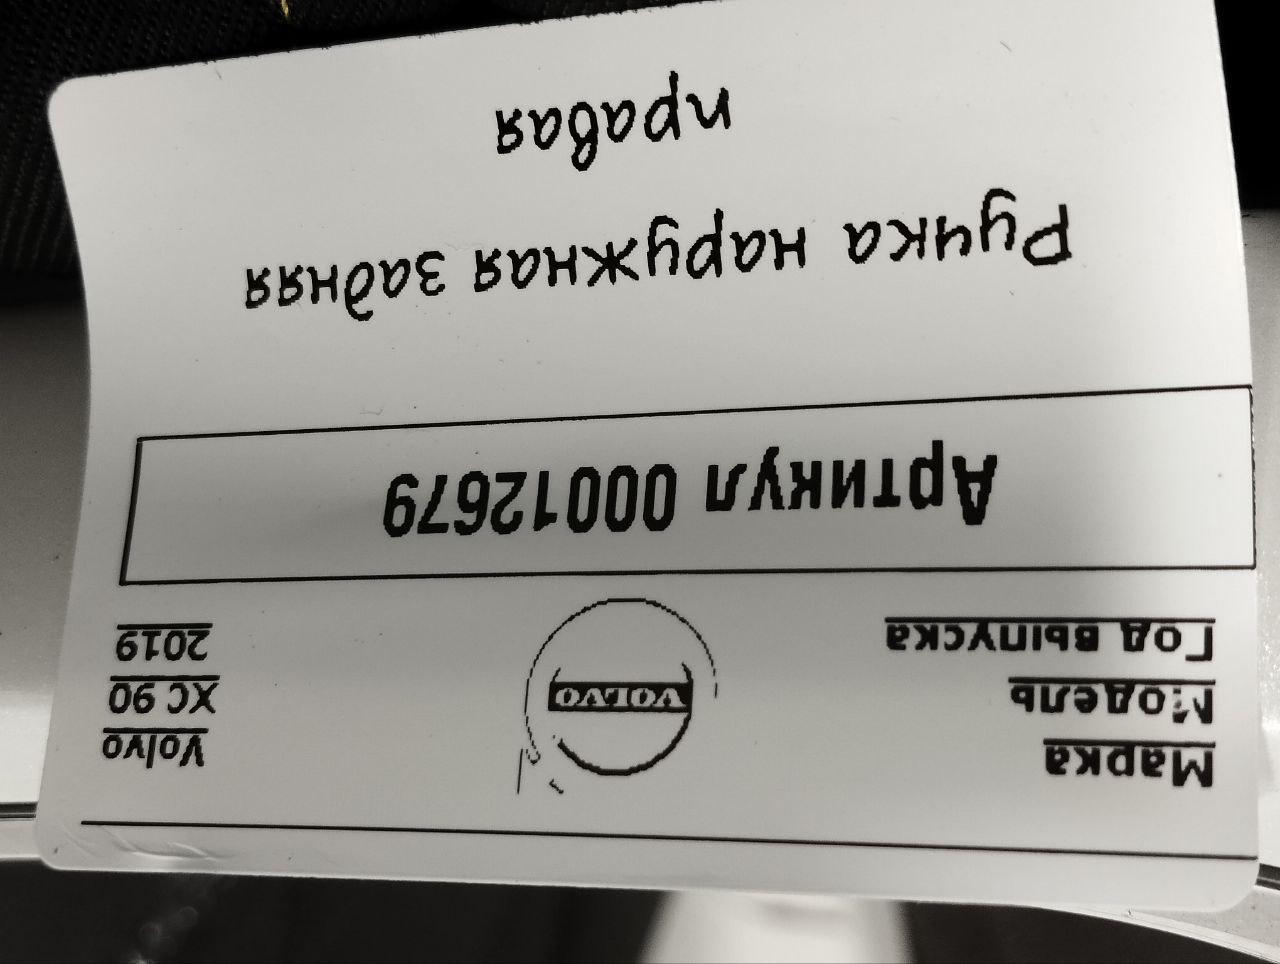 Марка
Volvo
Модель
XC 90
Год выпуска
2019
VOLVO
Артикул 00012679
Ручка наружная задняя
правая